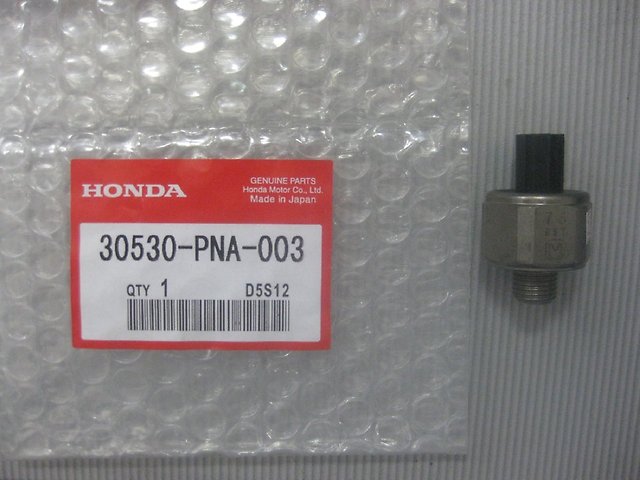 HONDA
GENUINE PARTS
Honda Motor Co., Ltd.
Made in Japan
30530-PNA-003
QTY 1 D5S12